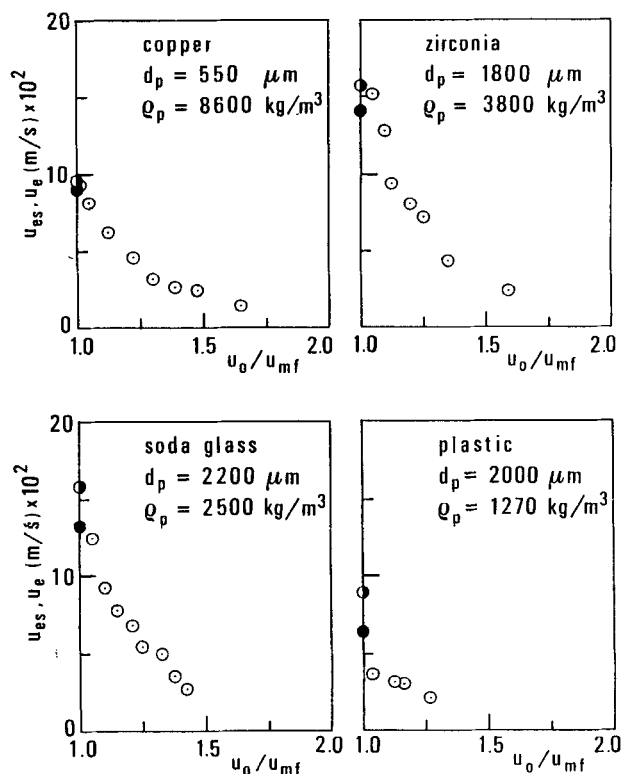 20
10
0
u_es, u_e (m/s) × 10²
copper
d_p = 550 μm
ϱ_p = 8600 kg/m³
1.0 1.5 2.0
u_o/u_mf
zirconia
d_p = 1800 μm
ϱ_p = 3800 kg/m³
1.0 1.5 2.0
u_o/u_mf
20
10
0
u_es, u_e (m/s) × 10²
soda glass
d_p = 2200 μm
ϱ_p = 2500 kg/m³
1.0 1.5 2.0
u_o/u_mf
plastic
d_p = 2000 μm
ϱ_p = 1270 kg/m³
1.0 1.5 2.0
u_o/u_mf